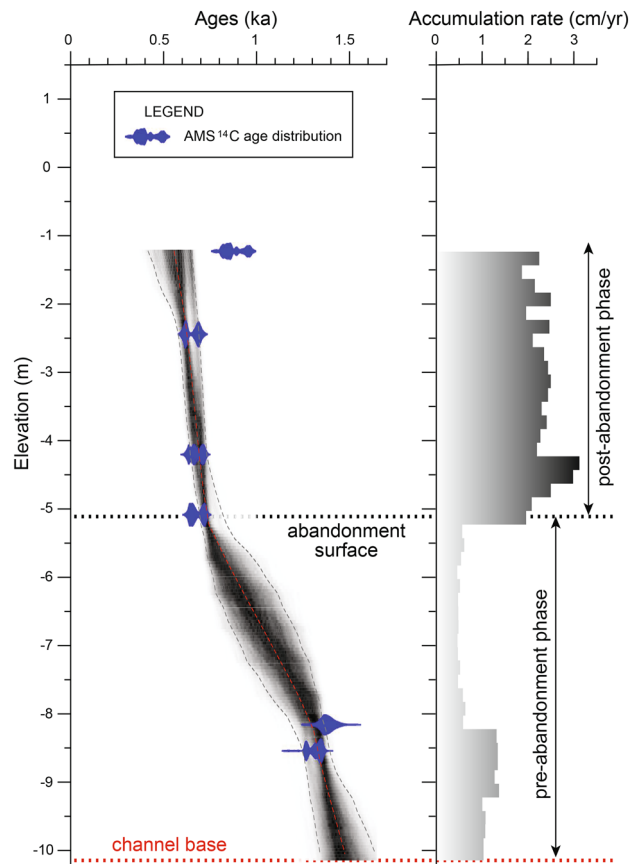 Ages (ka)
Accumulation rate (cm/yr)
0 0.5 1 1.5
0 1 2 3
1
LEGEND
AMS ¹⁴C age distribution
0
-1
-2
-3
-4
-5
-6
-7
-8
-9
-10
Elevation (m)
abandonment
surface
channel base
post-abandonment phase
pre-abandonment phase